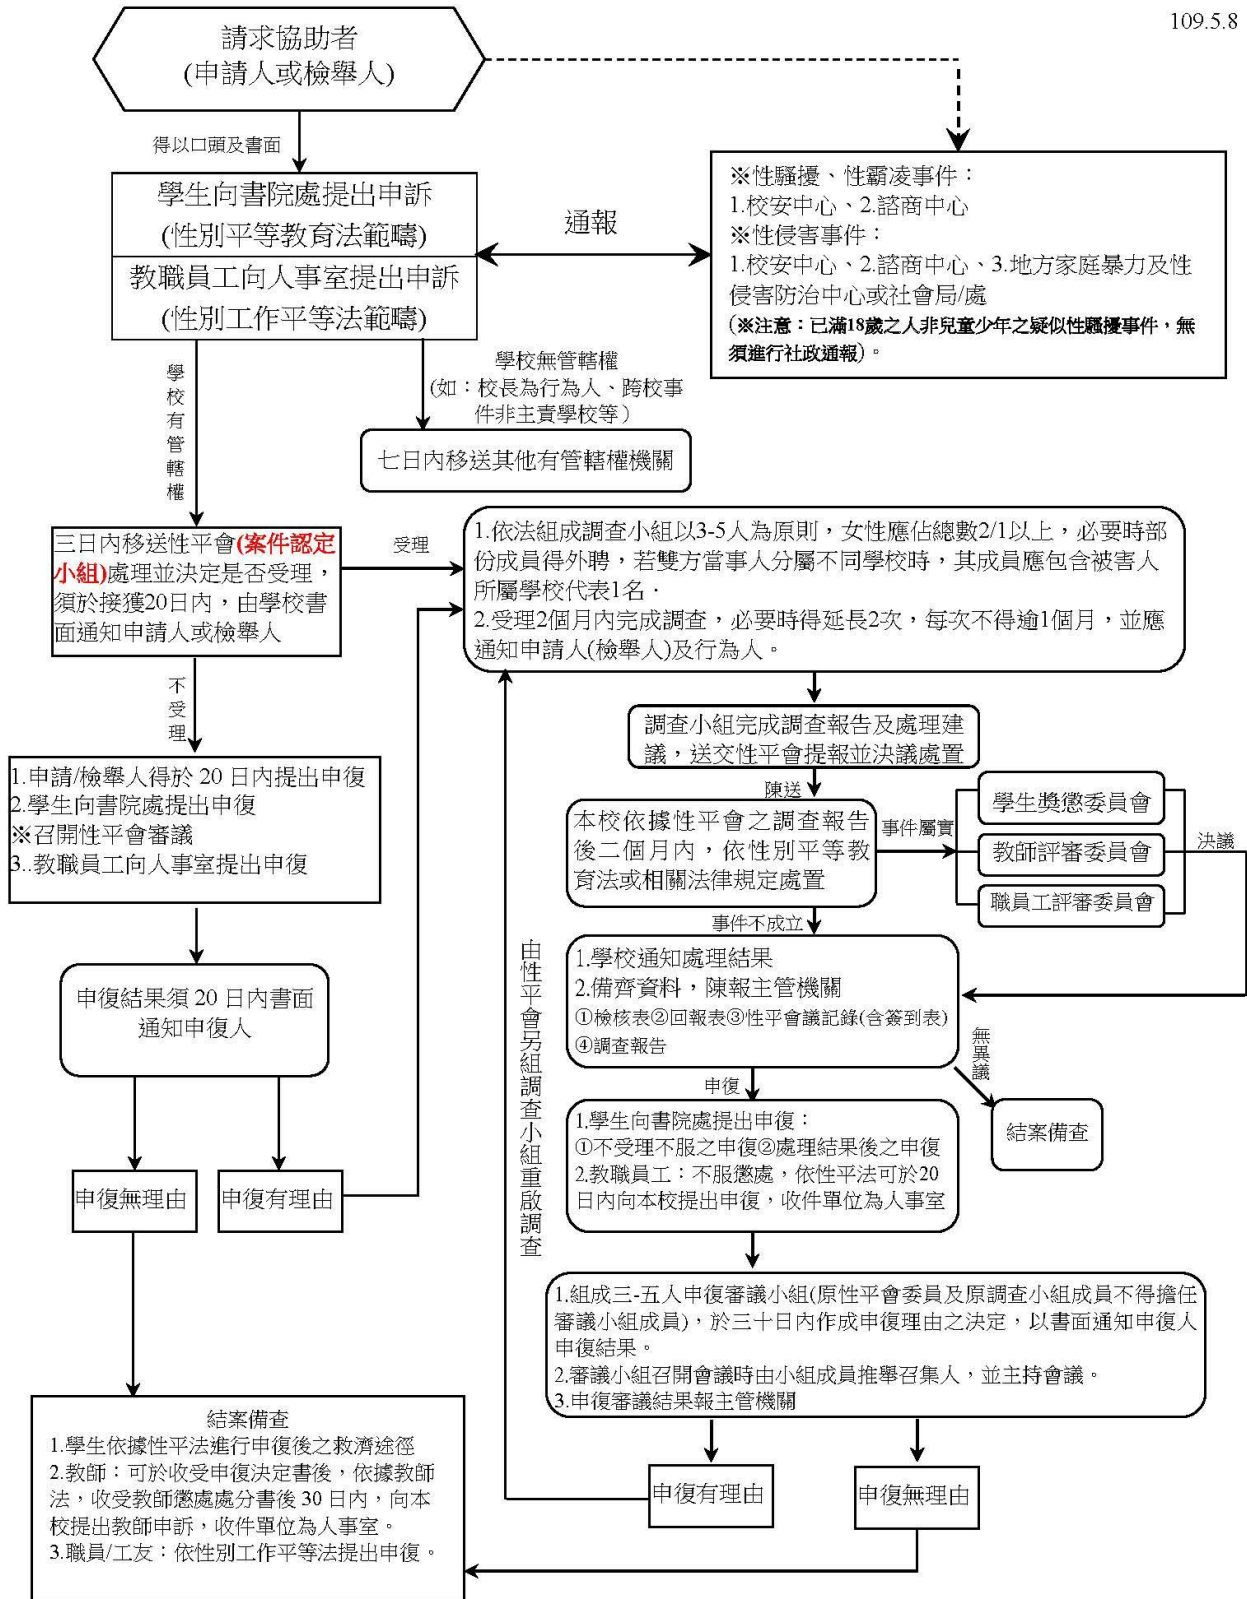 109.5.8
請求協助者
(申請人或檢舉人)
得以口頭及書面
學生向書院處提出申訴
(性別平等教育法範疇)
教職員工向人事室提出申訴
(性別工作平等法範疇)
通報
※性騷擾、性霸凌事件：
1.校安中心、2.諮商中心
※性侵害事件：
1.校安中心、2.諮商中心、3.地方家庭暴力及性
侵害防治中心或社會局/處
(※注意：已滿18歲之人非兒童少年之疑似性騷擾事件，無
須進行社政通報)。
學校有管轄權
學校無管轄權
(如：校長為行為人、跨校事
件非主責學校等)
七日內移送其他有管轄權機關
三日內移送性平會(案件認定
小組)處理並決定是否受理，
須於接獲20日內，由學校書
面通知申請人或檢舉人
受理
1.依法組成調查小組以3-5人為原則，女性應佔總數2/1以上，必要時部
份成員得外聘，若雙方當事人分屬不同學校時，其成員應包含被害人
所屬學校代表1名．
2.受理2個月內完成調查，必要時得延長2次，每次不得逾1個月，並應
通知申請人(檢舉人)及行為人。
不受理
調查小組完成調查報告及處理建
議，送交性平會提報並決議處置
陳送
1.申請/檢舉人得於 20 日內提出申復
2.學生向書院處提出申復
※召開性平會審議
3..教職員工向人事室提出申復
本校依據性平會之調查報告
後二個月內，依性別平等教
育法或相關法律規定處置
事件屬實
學生獎懲委員會
教師評審委員會
職員工評審委員會
決議
事件不成立
申復結果須 20 日內書面
通知申復人
由性平會另組調查小組重啟調查
1.學校通知處理結果
2.備齊資料，陳報主管機關
①檢核表②回報表③性平會議記錄(含簽到表)
④調查報告
無異議
結案備查
申復
1.學生向書院處提出申復：
①不受理不服之申復②處理結果後之申復
2.教職員工：不服懲處，依性平法可於20
日內向本校提出申復，收件單位為人事室
申復無理由
申復有理由
1.組成三-五人申復審議小組(原性平會委員及原調查小組成員不得擔任
審議小組成員)，於三十日內作成申復理由之決定，以書面通知申復人
申復結果。
2.審議小組召開會議時由小組成員推舉召集人，並主持會議。
3.申復審議結果報主管機關
申復有理由
申復無理由
結案備查
1.學生依據性平法進行申復後之救濟途徑
2.教師：可於收受申復決定書後，依據教師
法，收受教師懲處處分書後 30 日內，向本
校提出教師申訴，收件單位為人事室。
3.職員/工友：依性別工作平等法提出申復。